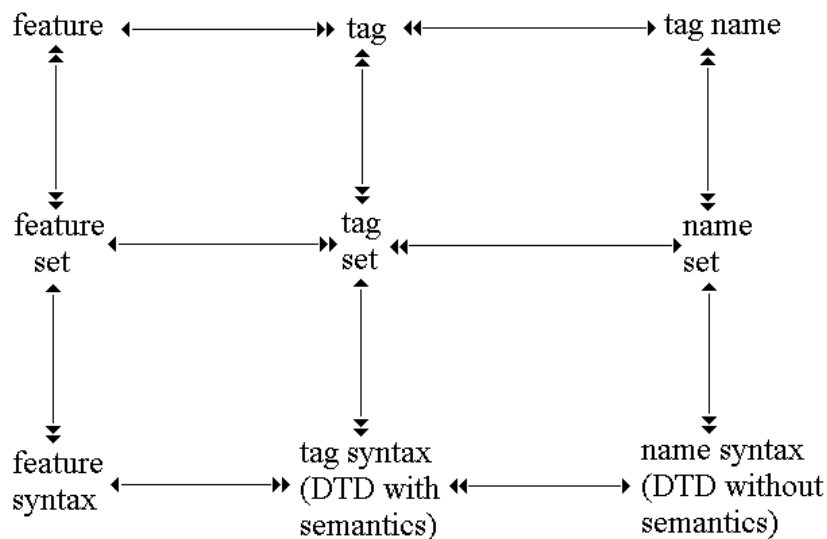 feature
tag
tag name
feature
set
tag
set
name
set
feature
syntax
tag syntax
(DTD with
semantics)
name syntax
(DTD without
semantics)